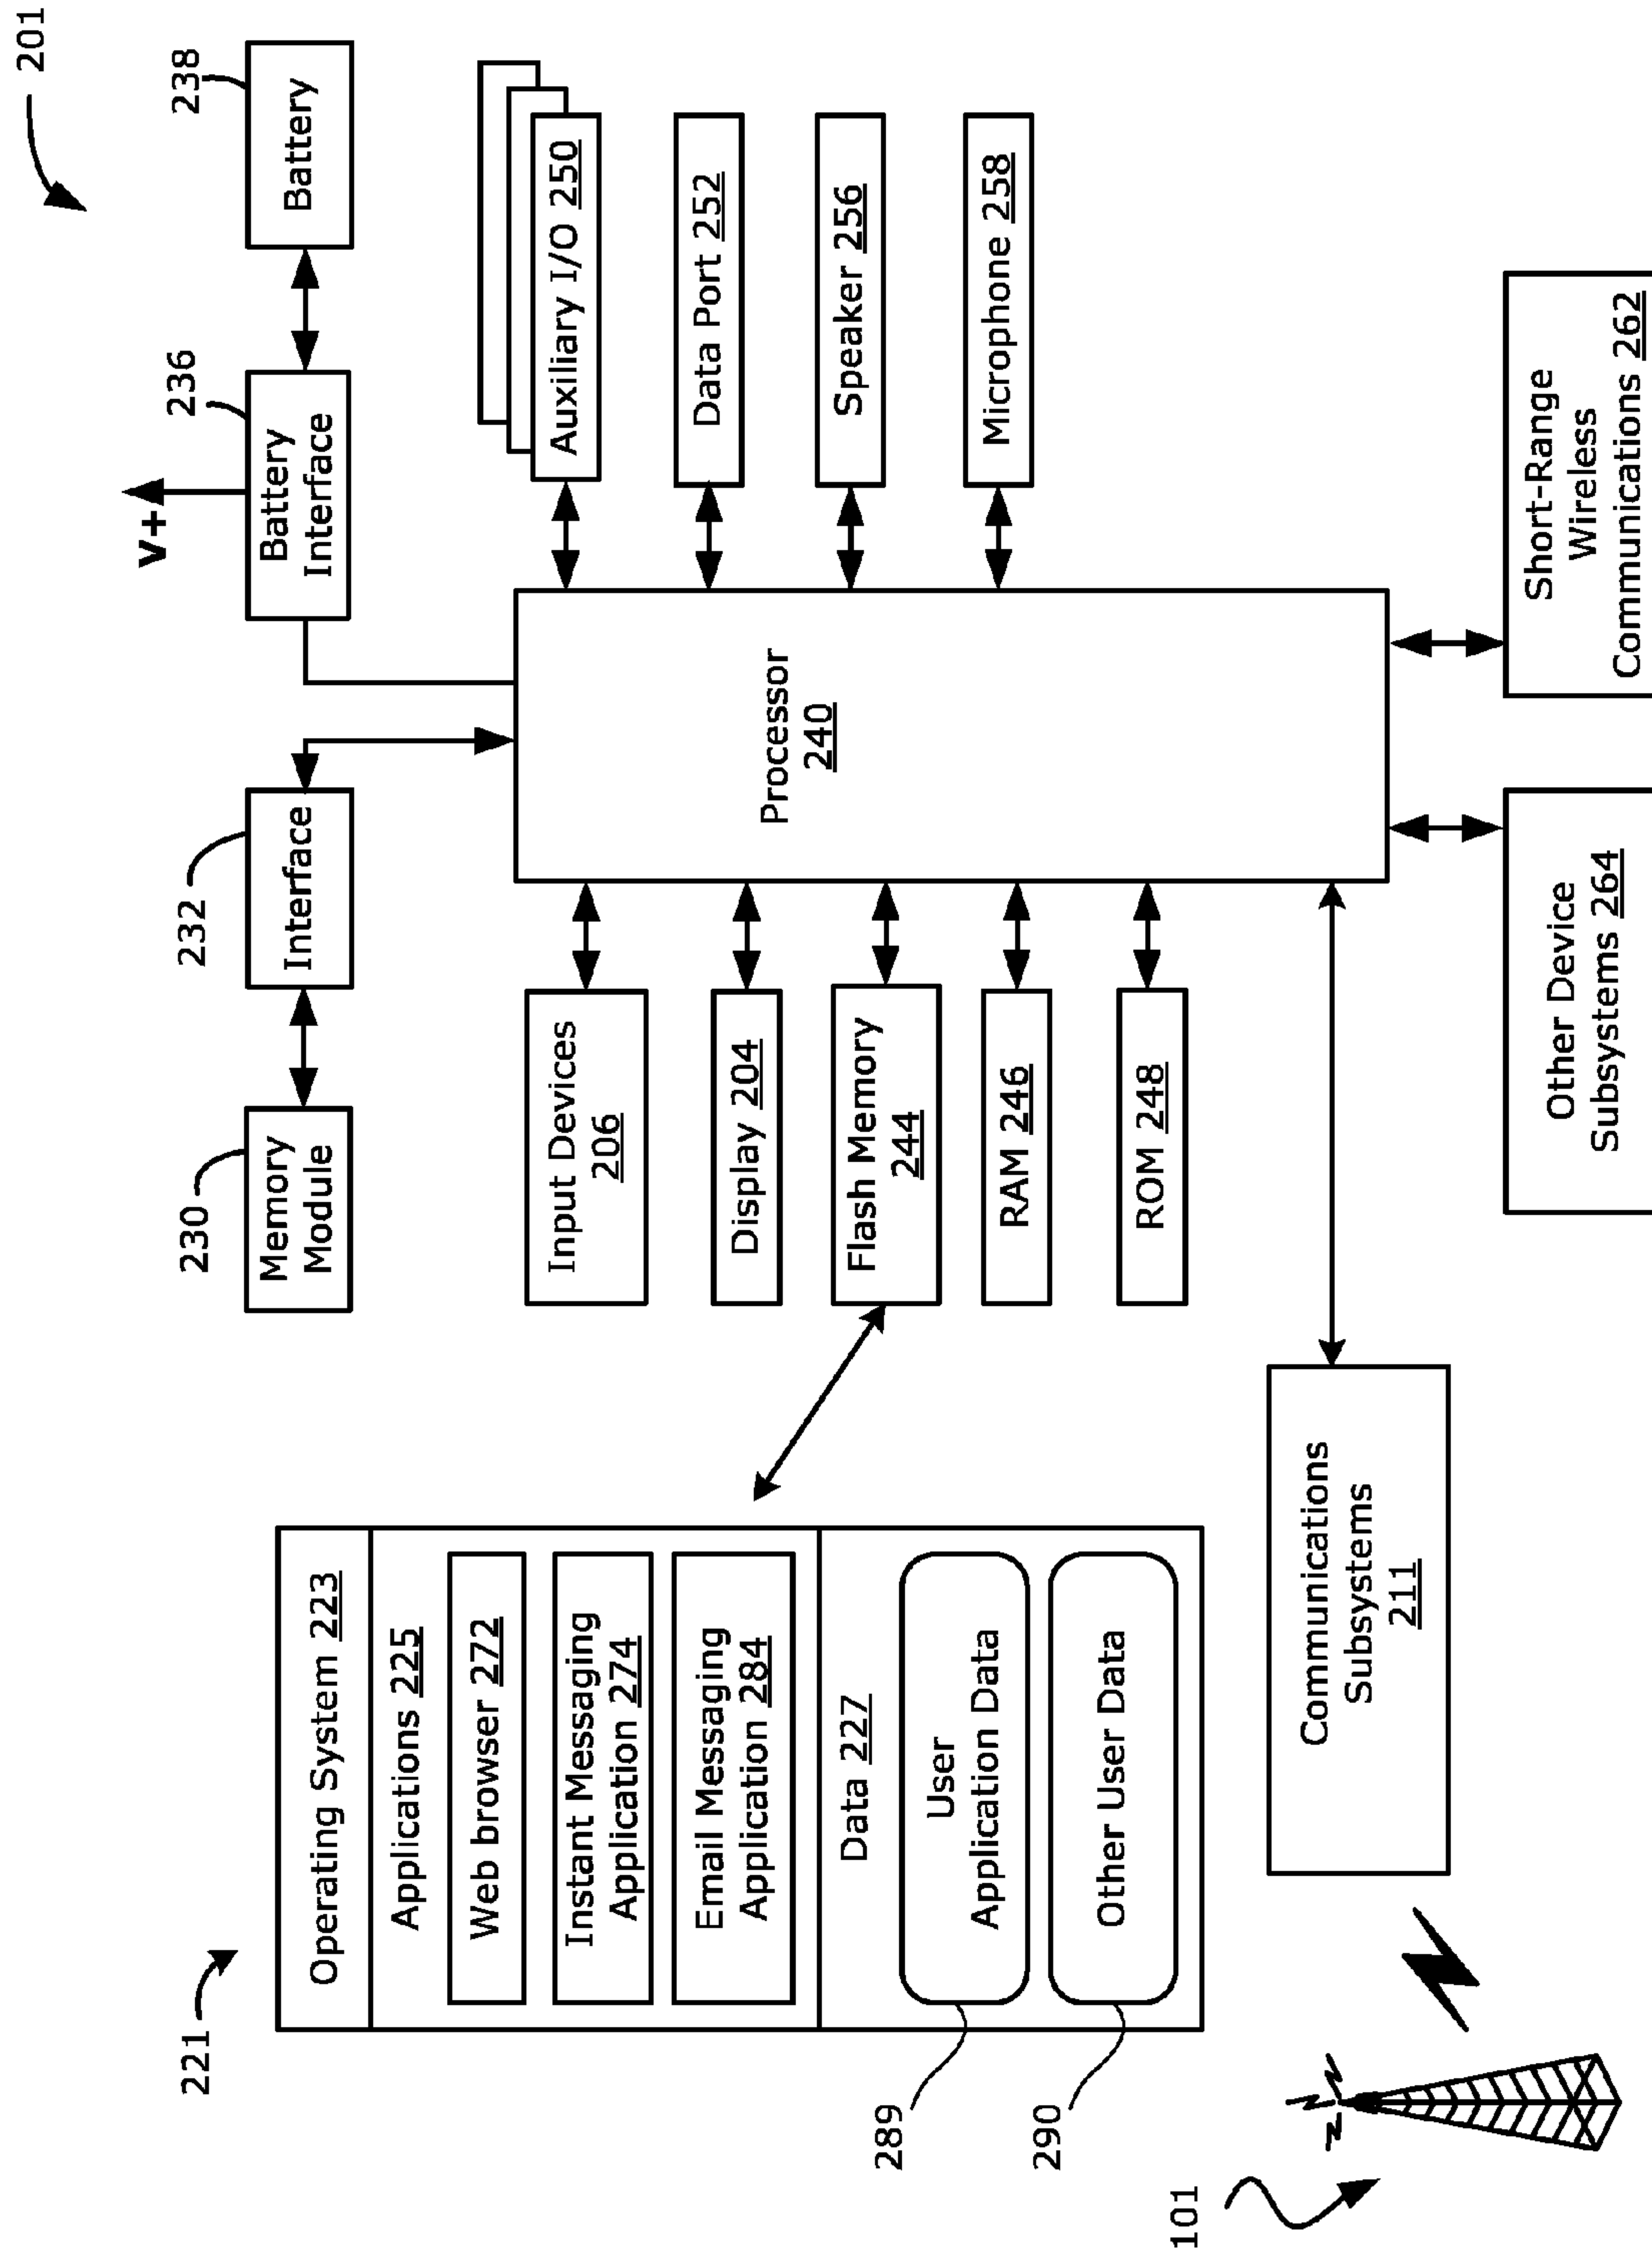 201
V+
230
232
236
238
Memory
Module
Interface
Battery
Interface
Battery
221
Operating System 223
Applications 225
Web browser 272
Instant Messaging
Application 274
Email Messaging
Application 284
Data 227
User
Application Data
Other User Data
289
290
Input Devices
206
Display 204
Flash Memory
244
RAM 246
ROM 248
Processor
240
Auxiliary I/O 250
Data Port 252
Speaker 256
Microphone 258
101
Communications
Subsystems
211
Other Device
Subsystems 264
Short-Range
Wireless
Communications 262